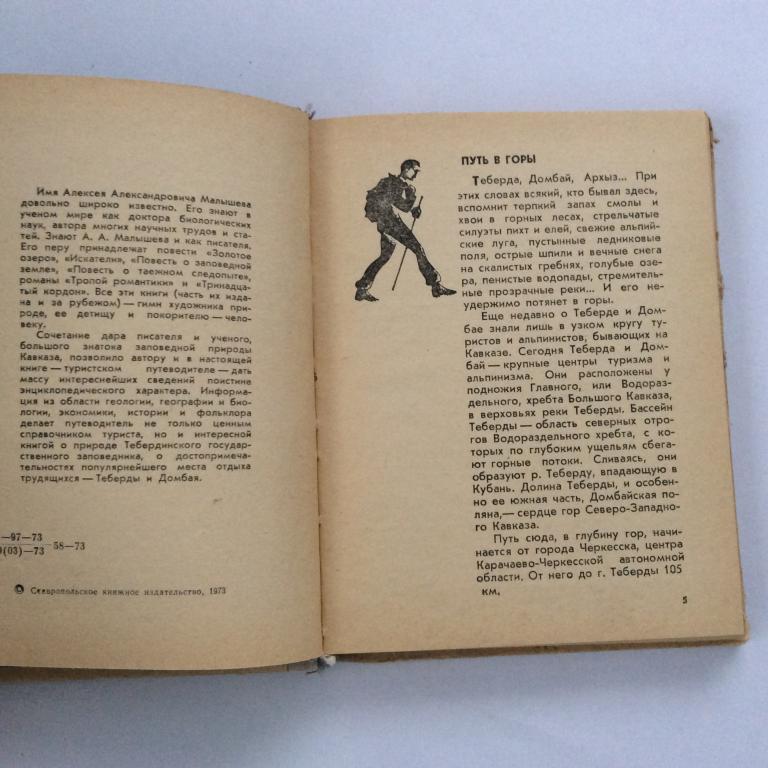 Имя Алексея Александровича Малышева
довольно широко известно. Его знают в
ученом мире как доктора биологических
наук, автора многих научных трудов и ста-
тей. Знают А. А. Малышева и как писателя.
Его перу принадлежат повести «Золотое
озеро», «Искатели», «Повесть о заповедной
земле», «Повесть о таежном следопыте»,
романы «Тропой романтики» и «Тринадца-
тый кордон». Все эти книги (часть их изда-
на и за рубежом) — гимн художника при-
роде, ее детищу и покорителю — чело-
веку.
Сочетание дара писателя и ученого,
большого знатока заповедной природы
Кавказа, позволило автору и в настоящей
книге — туристском путеводителе — дать
массу интереснейших сведений поистине
энциклопедического характера. Информа-
ция из области геологии, географии и био-
логии, экономики, истории и фольклора
делает путеводитель не только ценным
справочником туриста, но и интересной
книгой о природе Тебердинского государ-
ственного заповедника, о достопримеча-
тельностях популярнейшего места отдыха
трудящихся — Теберды и Домбая.
—97—73
(03)—73 58—73
© Ставропольское книжное издательство, 1973
ПУТЬ В ГОРЫ
Теберда, Домбай, Архыз... При
этих словах всякий, кто бывал здесь,
вспомнит терпкий запах смолы и
хвои в горных лесах, стрельчатые
силуэты пихт и елей, свежие альпий-
ские луга, пустынные ледниковые
поля, острые шпили и вечные снега
на скалистых гребнях, голубые озе-
ра, пенистые водопады, стремитель-
ные прозрачные реки... И его не-
удержимо потянет в горы.
Еще недавно о Теберде и Дом-
бае знали лишь в узком кругу ту-
ристов и альпинистов, бывающих на
Кавказе. Сегодня Теберда и Дом-
бай — крупные центры туризма и
альпинизма. Они расположены у
подножия Главного, или Водораз-
дельного, хребта Большого Кавказа,
в верховьях реки Теберды. Бассейн
Теберды — область северных отро-
гов Водораздельного хребта, с ко-
торых по глубоким ущельям сбега-
ют горные потоки. Сливаясь, они
образуют р. Теберду, впадающую в
Кубань. Долина Теберды, и особен-
но ее южная часть, Домбайская по-
ляна, — сердце гор Северо-Западно-
го Кавказа.
Путь сюда, в глубину гор, начи-
нается от города Черкесска, центра
Карачаево-Черкесской автономной
области. От него до г. Теберды 105
км.
5